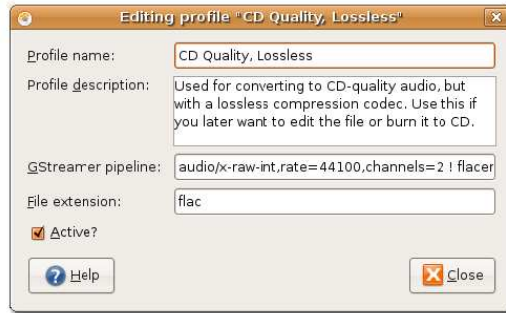 Editing profile "CD Quality, Lossless"
Profile name: CD Quality, Lossless
Profile description: Used for converting to CD-quality audio, but
with a lossless compression codec. Use this if
you later want to edit the file or burn it to CD.
GStreamer pipeline: audio/x-raw-int,rate=44100,channels=2 ! flacer
File extension: flac
Active?
Help Close